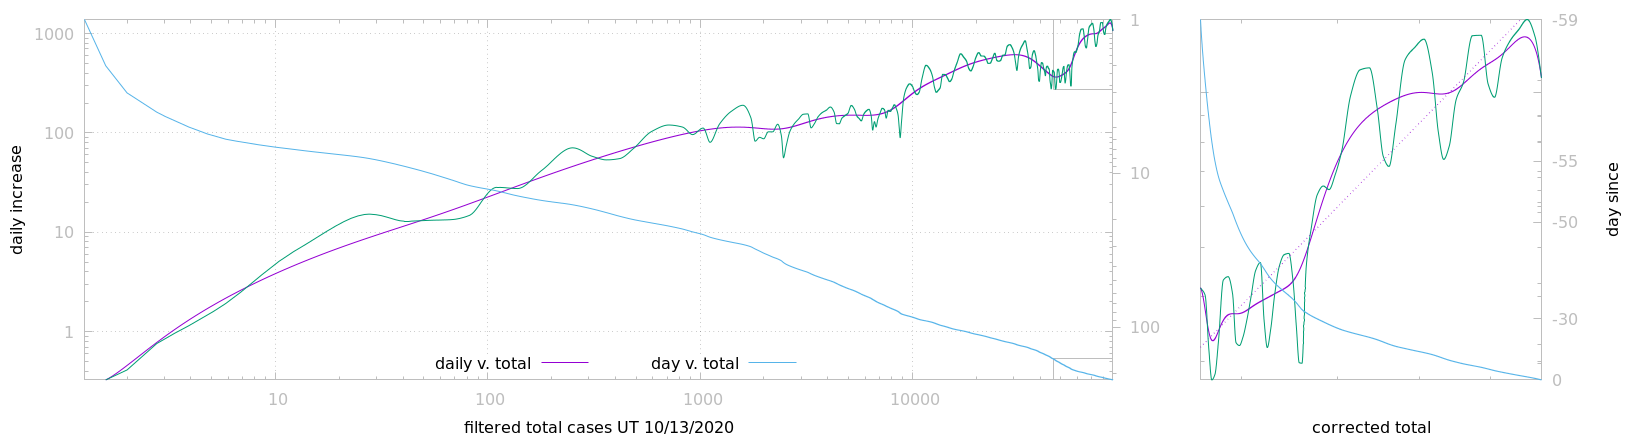 1000
100
10
1
daily increase
daily v. total
day v. total
10
100
1000
10000
filtered total cases UT 10/13/2020
1
10
100
-59
-55
-50
-30
0
day since
corrected total